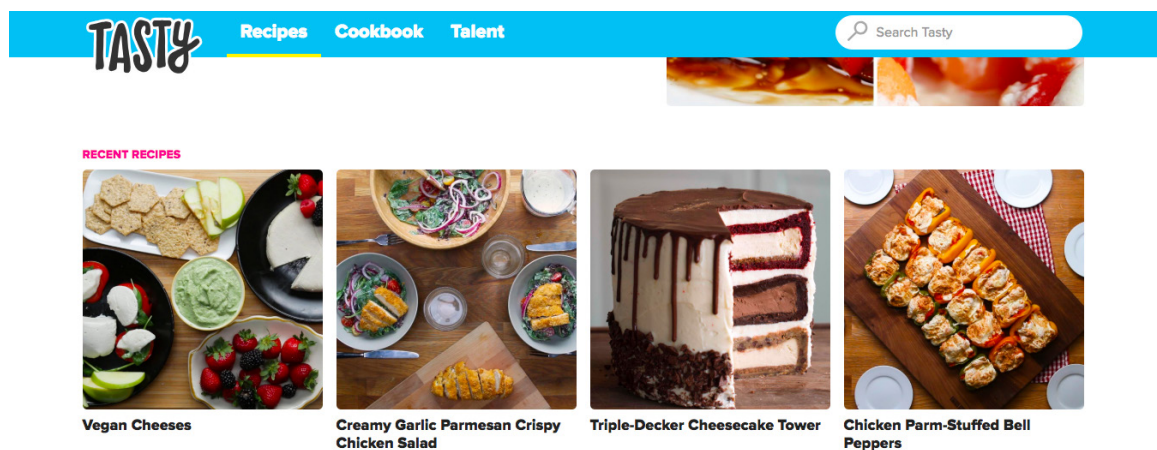 TASTY
Recipes Cookbook Talent
Search Tasty
RECENT RECIPES
Vegan Cheeses
Creamy Garlic Parmesan Crispy
Chicken Salad
Triple-Decker Cheesecake Tower
Chicken Parm-Stuffed Bell
Peppers